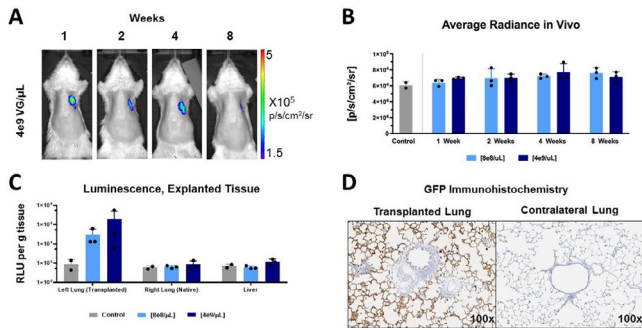 A
Weeks
1 2 4 8
4e9 VG/µL
5
X10⁵
p/s/cm²/sr
1.5
B
Average Radiance in Vivo
[p/s/cm²/sr]
Control
1 Week
2 Weeks
4 Weeks
8 Weeks
[8e8/uL] [4e9/uL]
C
Luminescence, Explanted Tissue
RLU per g tissue
Left Lung (Transplanted) Right Lung (Native) Liver
Control [8e8/µL] [4e9/µL]
D
GFP Immunohistochemistry
Transplanted Lung Contralateral Lung
100x 100x